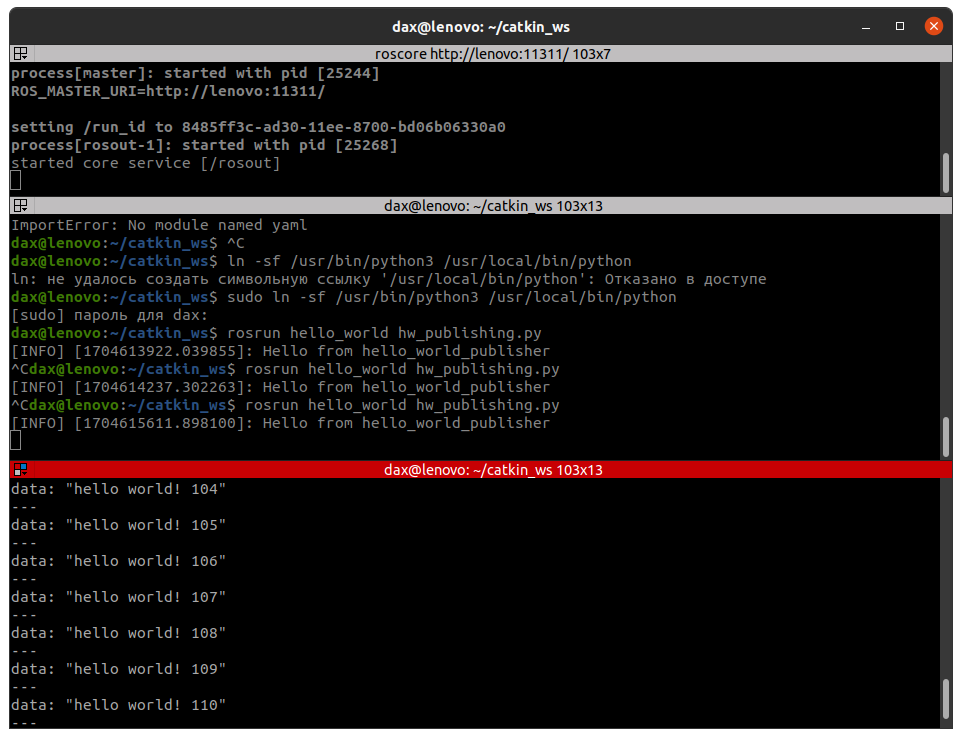 dax@lenovo: ~/catkin_ws
roscore http://lenovo:11311/ 103x7
process[master]: started with pid [25244]
ROS_MASTER_URI=http://lenovo:11311/
setting /run_id to 8485ff3c-ad30-11ee-8700-bd06b06330a0
process[rosout-1]: started with pid [25268]
started core service [/rosout]
dax@lenovo: ~/catkin_ws 103x13
ImportError: No module named yaml
dax@lenovo:~/catkin_ws$ ^C
dax@lenovo:~/catkin_ws$ ln -sf /usr/bin/python3 /usr/local/bin/python
ln: не удалось создать символьную ссылку '/usr/local/bin/python': Отказано в доступе
dax@lenovo:~/catkin_ws$ sudo ln -sf /usr/bin/python3 /usr/local/bin/python
[sudo] пароль для dax:
dax@lenovo:~/catkin_ws$ rosrun hello_world hw_publishing.py
[INFO] [1704613922.039855]: Hello from hello_world_publisher
^Cdax@lenovo:~/catkin_ws$ rosrun hello_world hw_publishing.py
[INFO] [1704614237.302263]: Hello from hello_world_publisher
^Cdax@lenovo:~/catkin_ws$ rosrun hello_world hw_publishing.py
[INFO] [1704615611.898100]: Hello from hello_world_publisher
dax@lenovo: ~/catkin_ws 103x13
data: "hello world! 104"
---
data: "hello world! 105"
---
data: "hello world! 106"
---
data: "hello world! 107"
---
data: "hello world! 108"
---
data: "hello world! 109"
---
data: "hello world! 110"
---